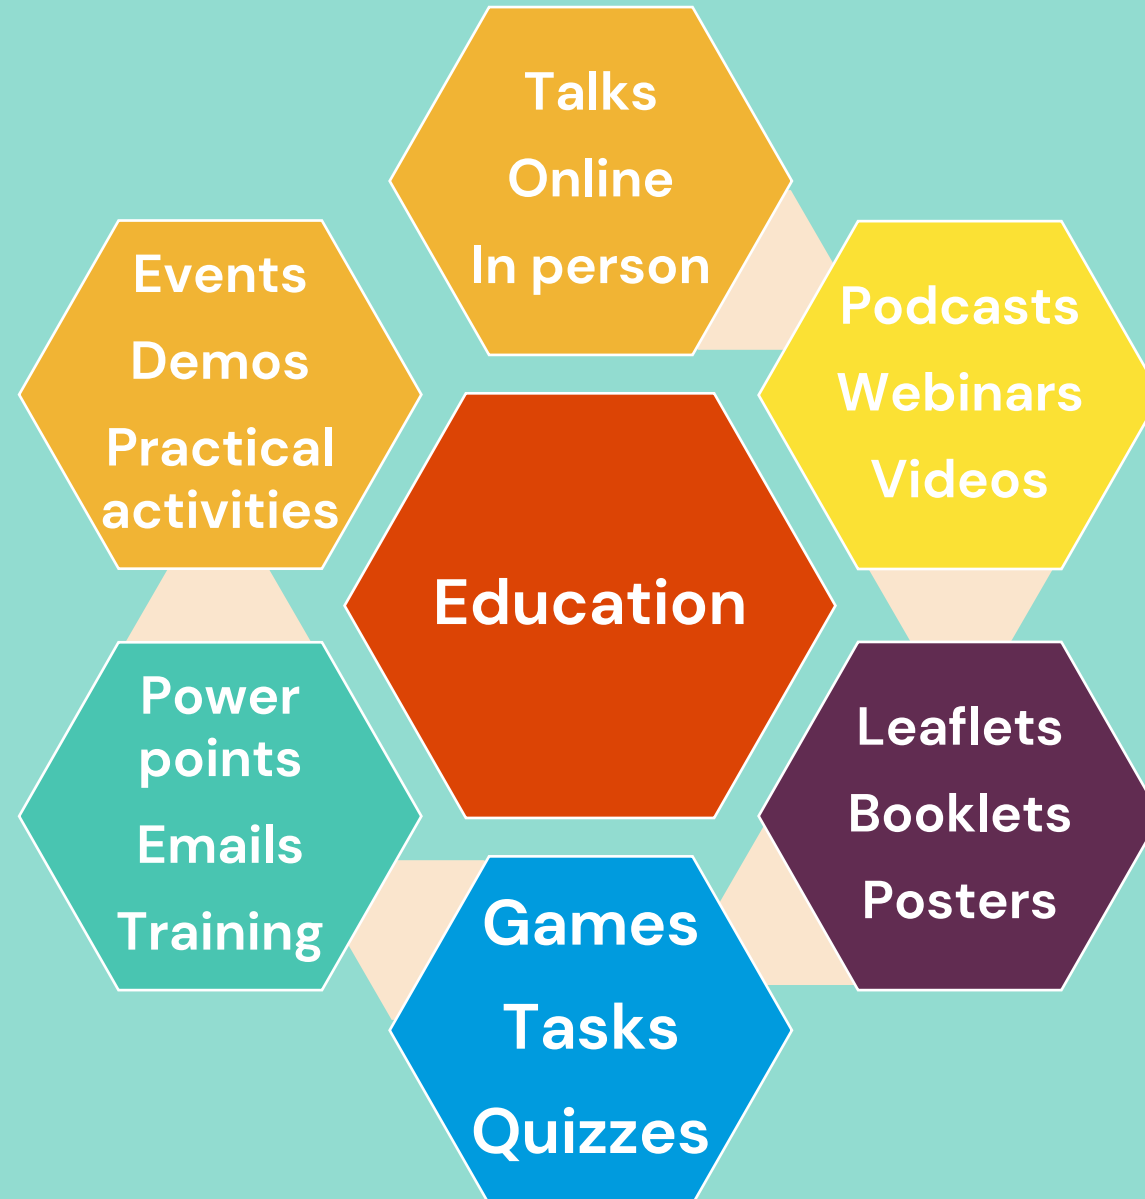 Talks
Online
In person
Podcasts
Webinars
Videos
Leaflets
Booklets
Posters
Games
Tasks
Quizzes
Power
points
Emails
Training
Events
Demos
Practical
activities
Education